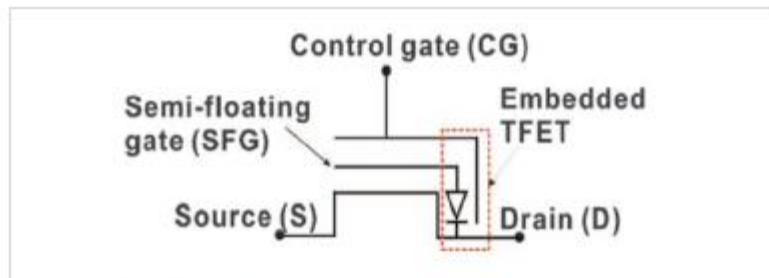 Control gate (CG)
Semi-floating
gate (SFG)
Embedded
TFET
Source (S)
Drain (D)